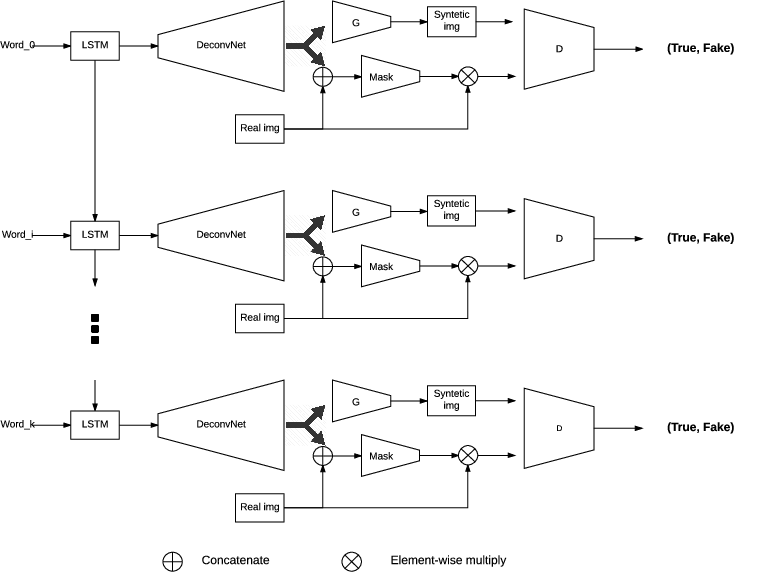 G
Syntetic
img
Word_0
LSTM
DeconvNet
D
(True, Fake)
Mask
Real img
G
Syntetic
img
Word_i
LSTM
DeconvNet
D
(True, Fake)
Mask
Real img
G
Syntetic
img
Word_k
LSTM
DeconvNet
D
(True, Fake)
Mask
Real img
Concatenate
Element-wise multiply